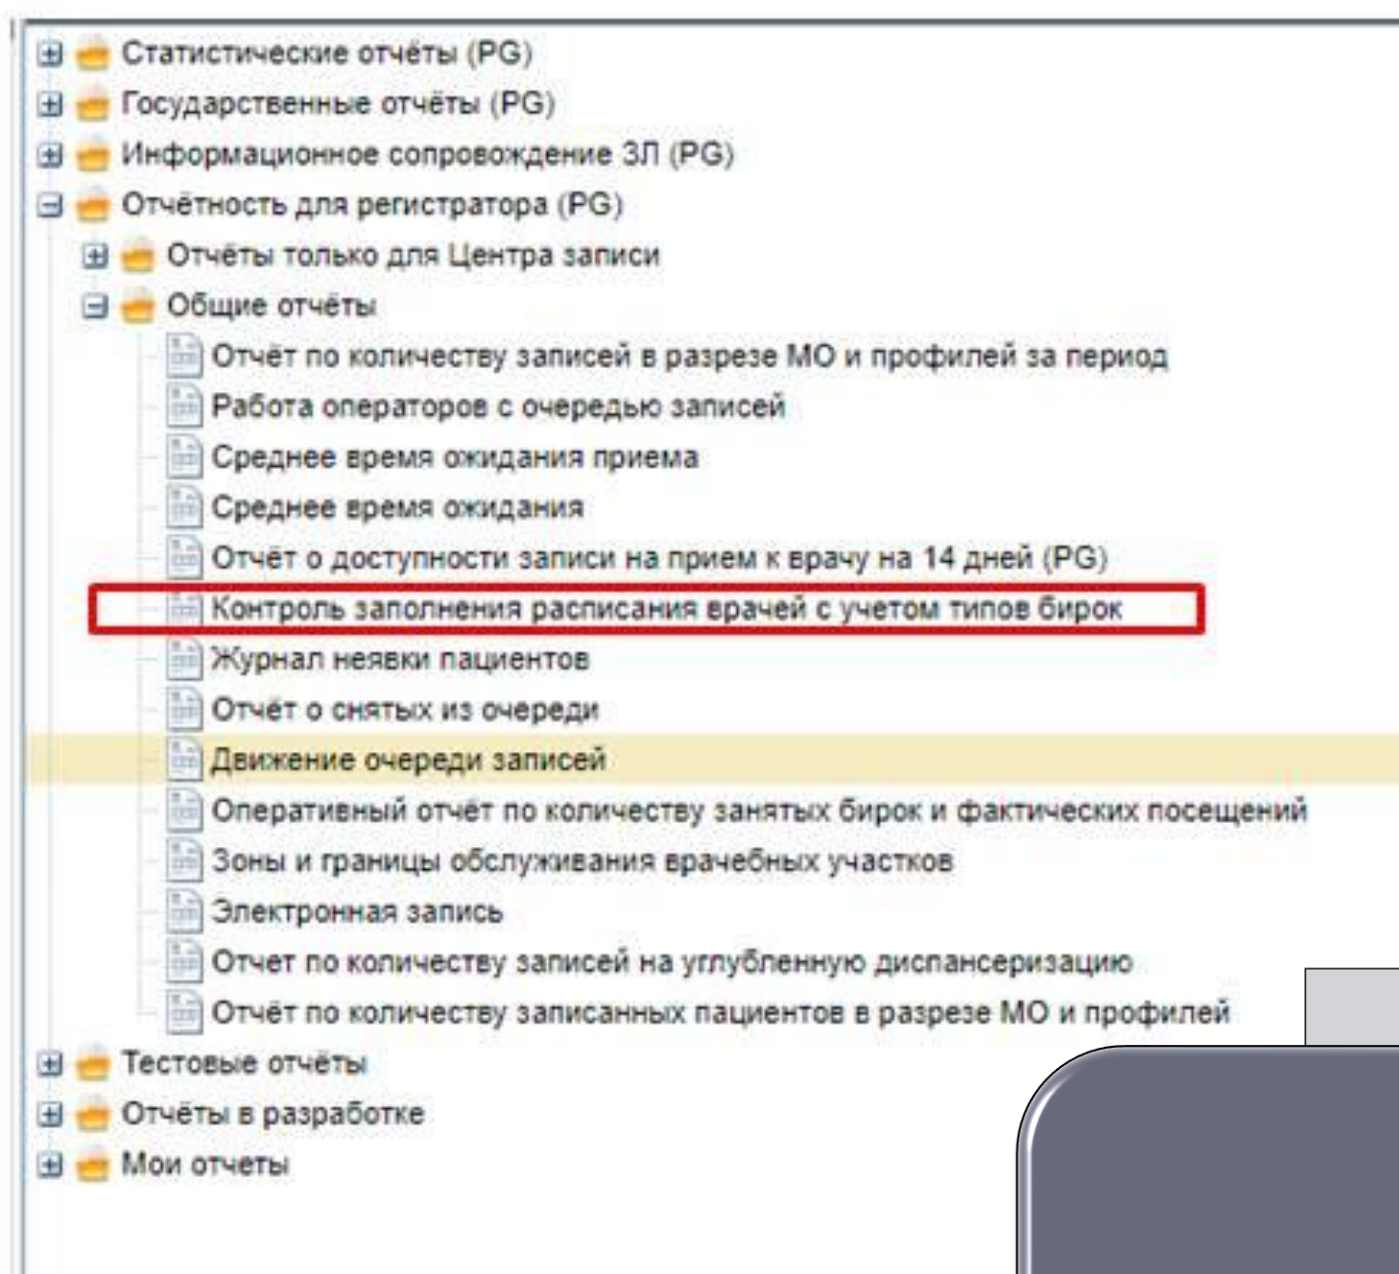 Статистические отчёты (PG)
Государственные отчёты (PG)
Информационное сопровождение ЗЛ (PG)
Отчётность для регистратора (PG)
Отчёты только для Центра записи
Общие отчёты
Отчёт по количеству записей в разрезе МО и профилей за период
Работа операторов с очередью записей
Среднее время ожидания приема
Среднее время ожидания
Отчёт о доступности записи на прием к врачу на 14 дней (PG)
Контроль заполнения расписания врачей с учетом типов бирок
Журнал неявки пациентов
Отчёт о снятых из очереди
Движение очереди записей
Оперативный отчёт по количеству занятых бирок и фактических посещений
Зоны и границы обслуживания врачебных участков
Электронная запись
Отчет по количеству записей на углубленную диспансеризацию
Отчёт по количеству записанных пациентов в разрезе МО и профилей
Тестовые отчёты
Отчёты в разработке
Мои отчеты